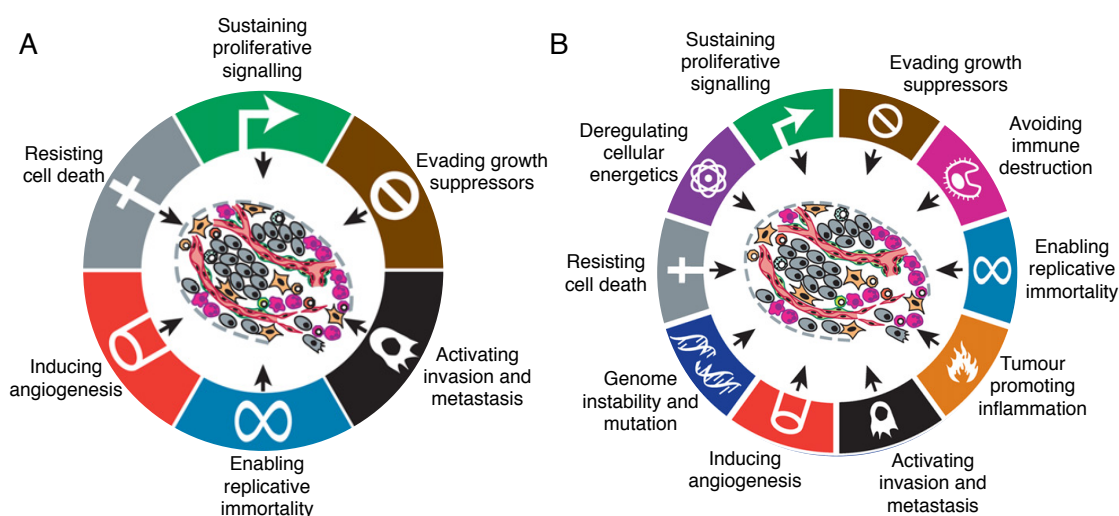 A
Sustaining
proliferative
signalling
Resisting
cell death
Evading growth
suppressors
Inducing
angiogenesis
Activating
invasion and
metastasis
Enabling
replicative
immortality
B
Sustaining
proliferative
signalling
Evading growth
suppressors
Deregulating
cellular
energetics
Avoiding
immune
destruction
Resisting
cell death
Enabling
replicative
immortality
Genome
instability and
mutation
Tumour
promoting
inflammation
Inducing
angiogenesis
Activating
invasion and
metastasis